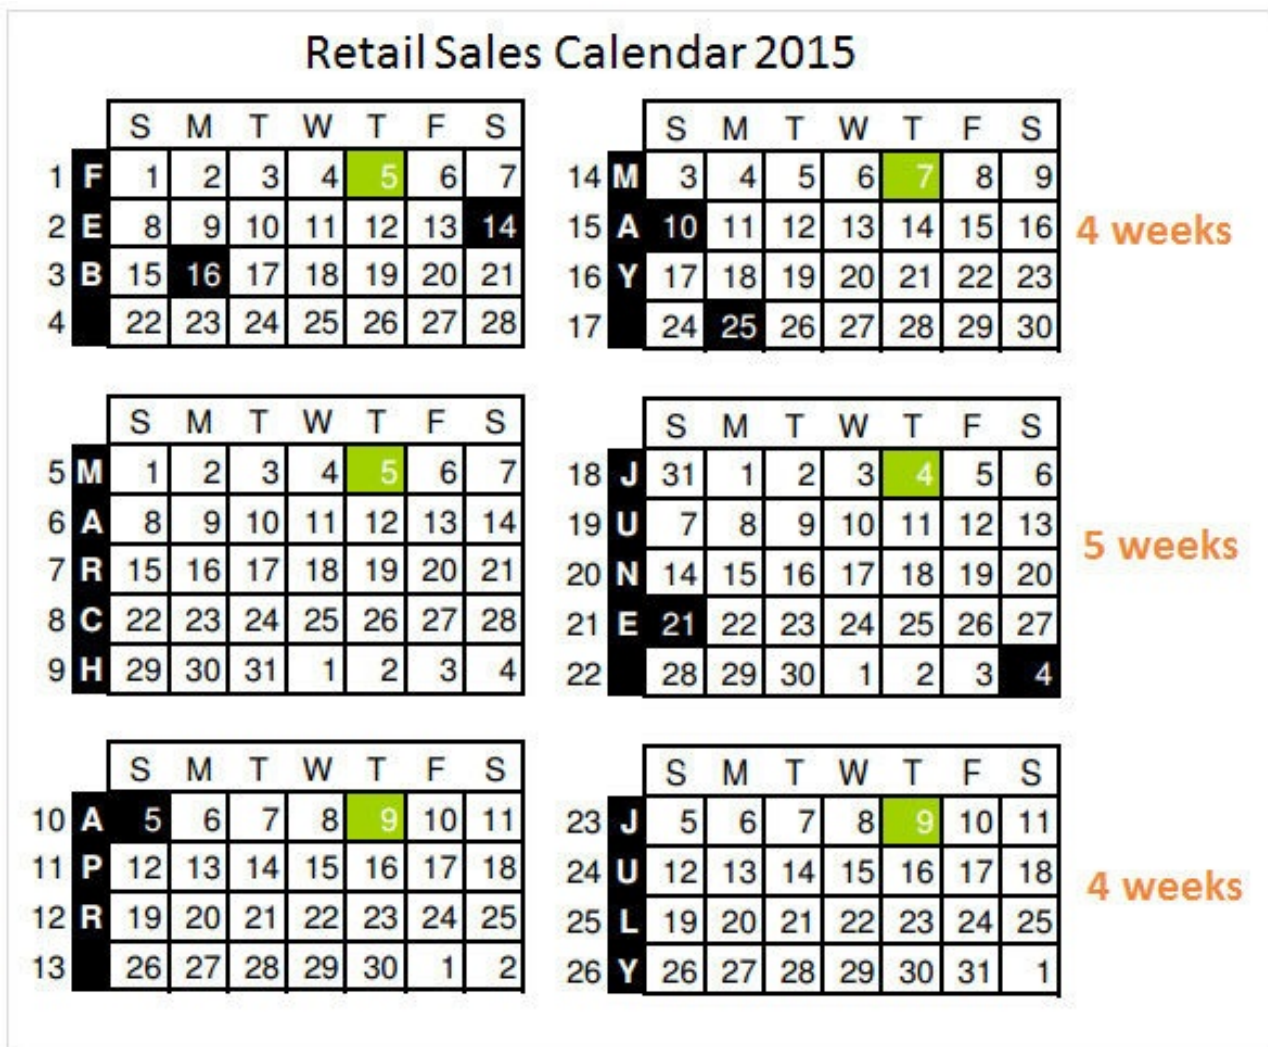 Retail Sales Calendar 2015
S M T W T F S
1 F 1 2 3 4 5 6 7
2 E 8 9 10 11 12 13 14
3 B 15 16 17 18 19 20 21
4 22 23 24 25 26 27 28
S M T W T F S
14 M 3 4 5 6 7 8 9
15 A 10 11 12 13 14 15 16
16 Y 17 18 19 20 21 22 23
17 24 25 26 27 28 29 30
4 weeks
S M T W T F S
5 M 1 2 3 4 5 6 7
6 A 8 9 10 11 12 13 14
7 R 15 16 17 18 19 20 21
8 C 22 23 24 25 26 27 28
9 H 29 30 31 1 2 3 4
S M T W T F S
18 J 31 1 2 3 4 5 6
19 U 7 8 9 10 11 12 13
20 N 14 15 16 17 18 19 20
21 E 21 22 23 24 25 26 27
22 28 29 30 1 2 3 4
5 weeks
S M T W T F S
10 A 5 6 7 8 9 10 11
11 P 12 13 14 15 16 17 18
12 R 19 20 21 22 23 24 25
13 26 27 28 29 30 1 2
S M T W T F S
23 J 5 6 7 8 9 10 11
24 U 12 13 14 15 16 17 18
25 L 19 20 21 22 23 24 25
26 Y 26 27 28 29 30 31 1
4 weeks